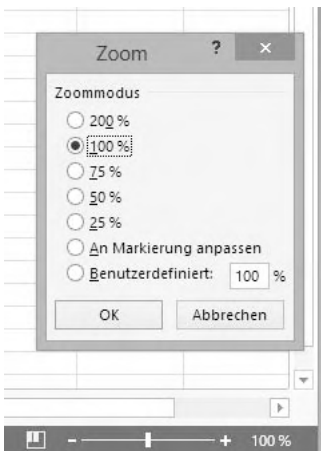 Zoom ? ×
Zoommodus
200 %
100 %
75 %
50 %
25 %
An Markierung anpassen
Benutzerdefiniert: 100 %
OK Abbrechen
- + 100 %